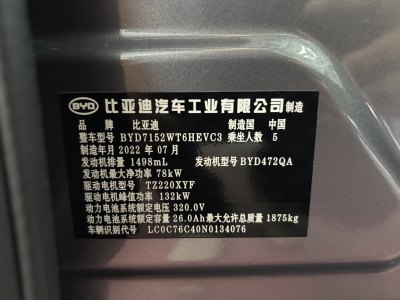 BYD 比亚迪汽车工业有限公司 制造
品 牌 比亚迪 制造国 中国
整车型号 BYD7152WT6HEVC3 乘坐人数 5
制造年月 2022 年 07 月
发动机排量 1498mL 发动机型号 BYD472QA
发动机最大净功率 78kW
驱动电机型号 TZ220XYF
驱动电机峰值功率 132kW
动力电池系统额定电压 320.0V
动力电池系统额定容量 26.0Ah 最大允许总质量 1875kg
车辆识别代号 LC0C76C40N0134076